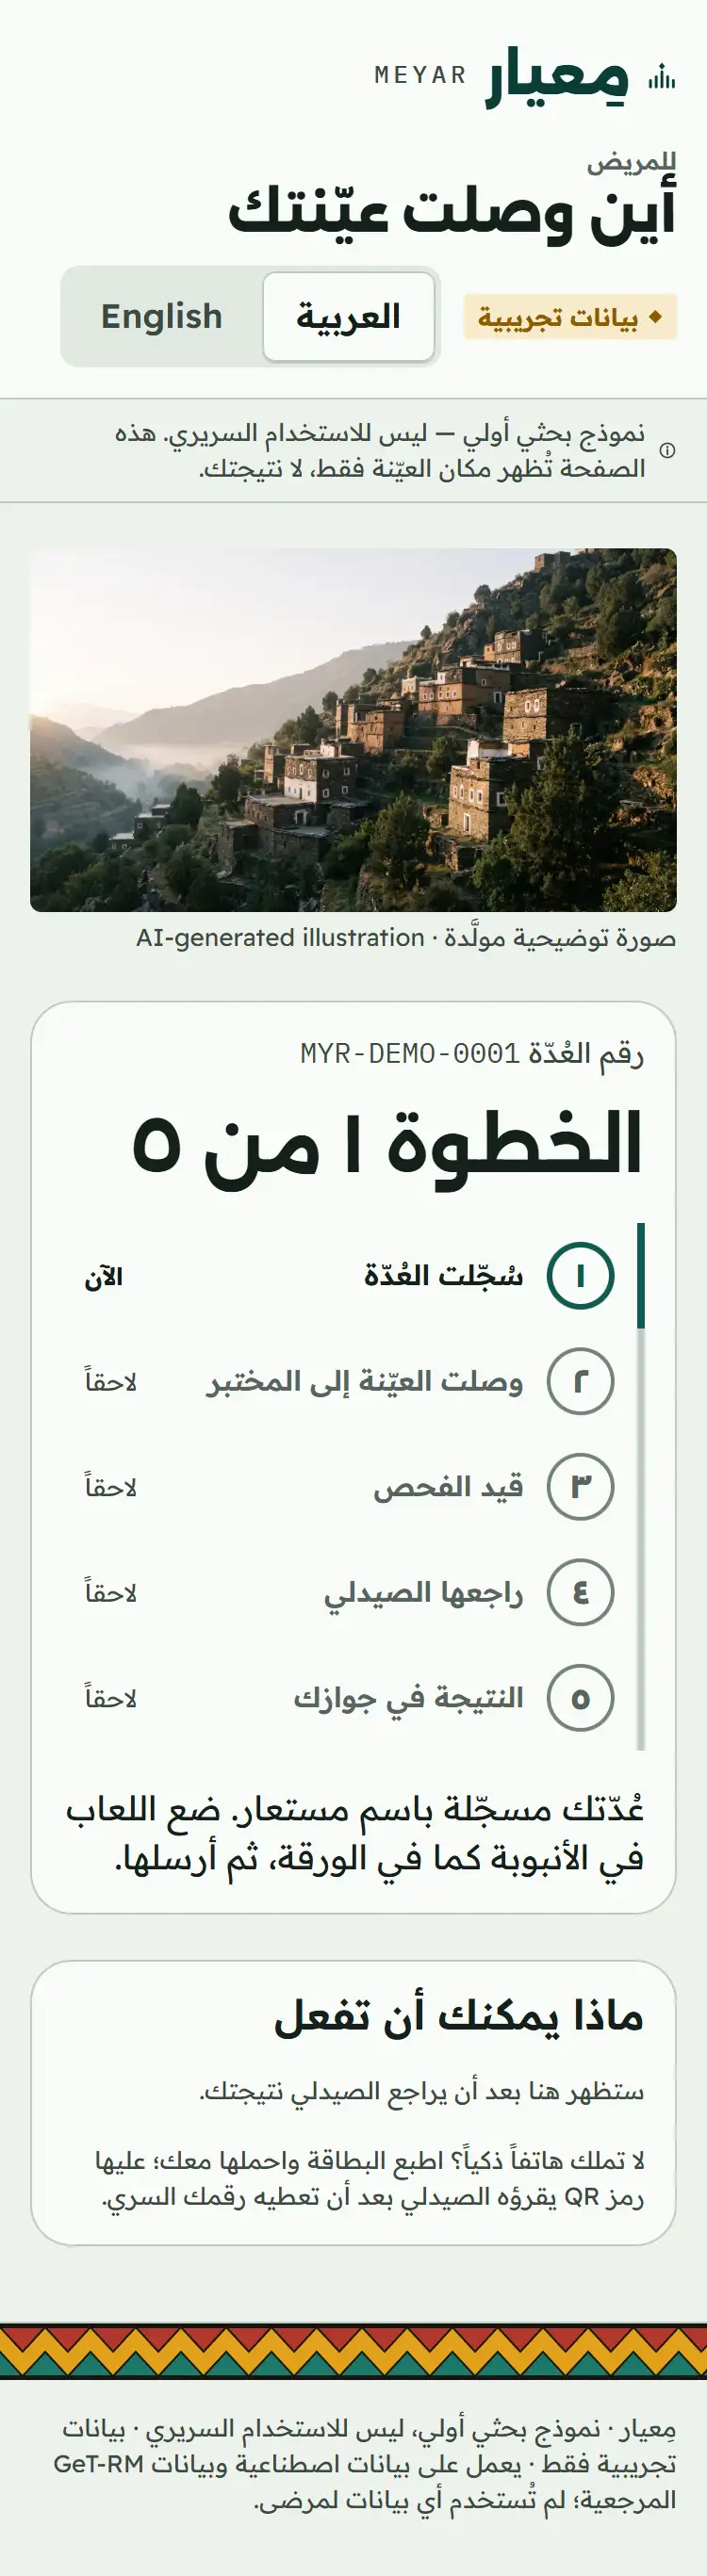 مِعيار MEYAR
للمريض
أين وصلت عيّنتك
بيانات تجريبية
العربية English
نموذج بحثي أولي — ليس للاستخدام السريري. هذه
الصفحة تُظهر مكان العيّنة فقط، لا نتيجتك.
صورة توضيحية مولَّدة · AI-generated illustration
رقم العُدّة MYR-DEMO-0001
الخطوة ١ من ٥
١ سُجّلت العُدّة الآن
٢ وصلت العيّنة إلى المختبر لاحقاً
٣ قيد الفحص لاحقاً
٤ راجعها الصيدلي لاحقاً
٥ النتيجة في جوازك لاحقاً
عُدّتك مسجّلة باسم مستعار. ضع اللعاب
في الأنبوبة كما في الورقة، ثم أرسلها.
ماذا يمكنك أن تفعل
ستظهر هنا بعد أن يراجع الصيدلي نتيجتك.
لا تملك هاتفاً ذكياً؟ اطبع البطاقة واحملها معك؛ عليها
رمز QR يقرؤه الصيدلي بعد أن تعطيه رقمك السري.
مِعيار · نموذج بحثي أولي، ليس للاستخدام السريري · بيانات
تجريبية فقط · يعمل على بيانات اصطناعية وبيانات GeT-RM
المرجعية؛ لم تُستخدم أي بيانات لمرضى.